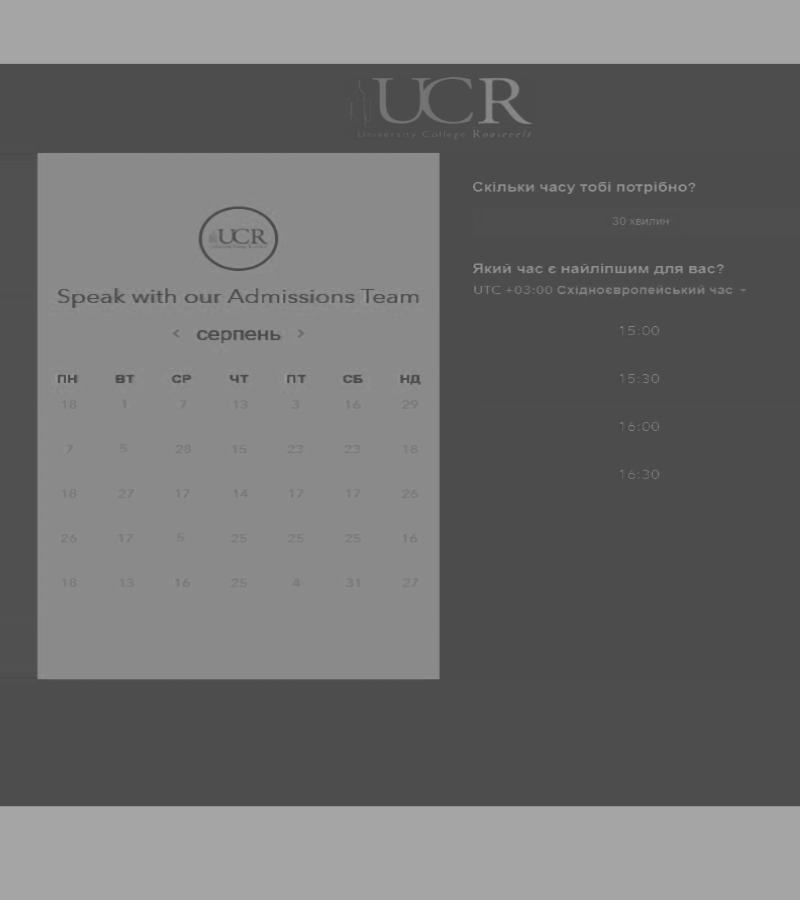 UCR
University College Roosevelt
UCR
Speak with our Admissions Team
‹ серпень ›
ПН ВТ СР ЧТ ПТ СБ НД
18 1 7 13 3 16 29
7 5 28 15 23 23 18
18 27 17 14 17 17 26
26 17 5 25 25 25 16
18 13 16 25 4 31 27
Скільки часу тобі потрібно?
30 хвилин
Який час є найліпшим для вас?
UTC +03:00 Східноєвропейський час
15:00
15:30
16:00
16:30